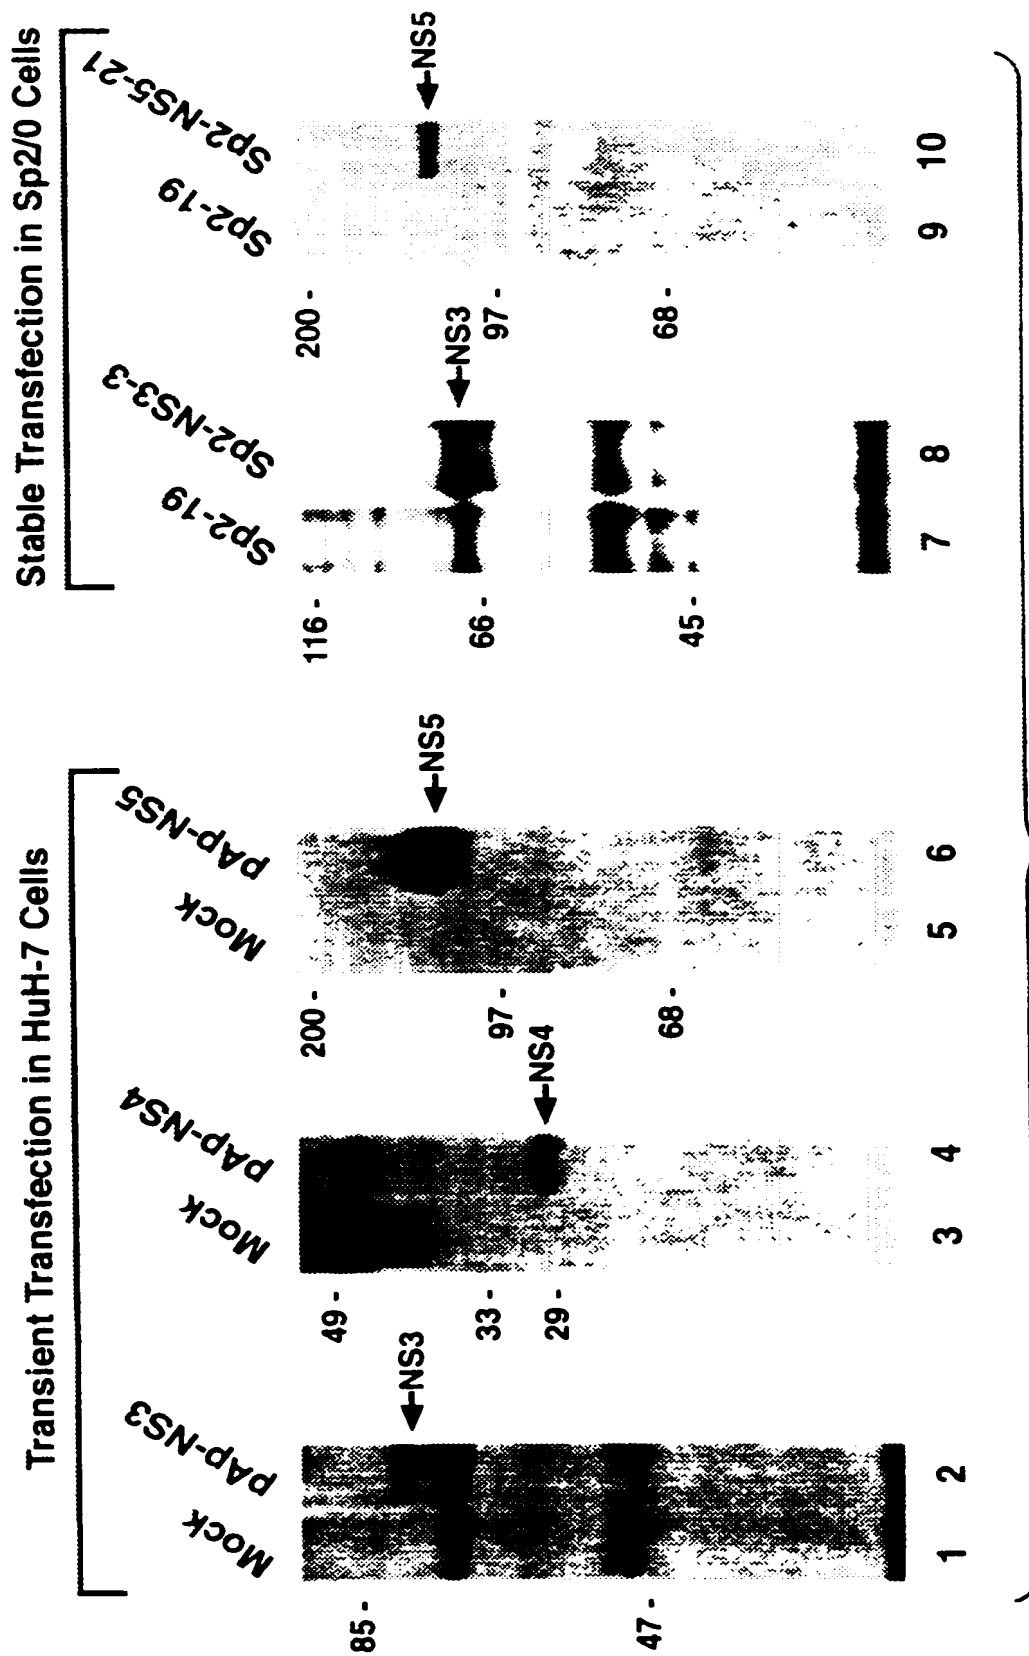 Transient Transfection in HuH-7 Cells
Stable Transfection in Sp2/0 Cells
Mock
pAp-NS3
Mock
pAp-NS4
Mock
pAp-NS5
Sp2-19
Sp2-NS3-3
Sp2-19
Sp2-NS5-21
85 -
47 -
NS3
49 -
33 -
29 -
NS4
200 -
97 -
68 -
NS5
116 -
66 -
45 -
NS3
200 -
97 -
68 -
NS5
1 2 3 4 5 6 7 8 9 10